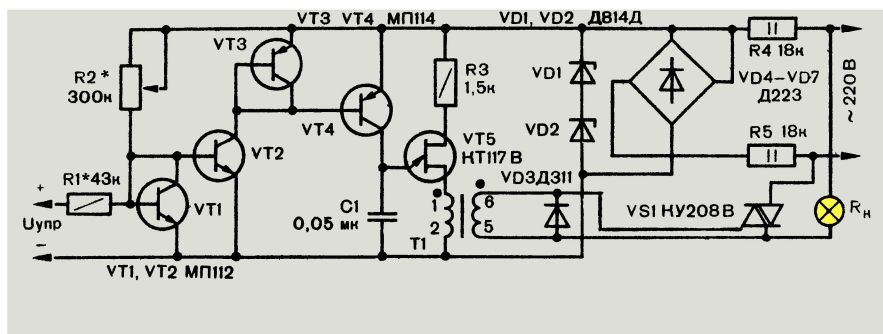 VT3 VT4 МП114
VD1, VD2 Д814Д
VT3
R2*
300к
R3
1,5к
VD1
VD2
R4 18к
VD4–VD7
Д223
~220В
VT4
VT5
КТ117В
R5 18к
VT2
R1*43к
VT1
+
Uупр
–
C1
0,05 мк
1
2
T1
6
5
VD3Д311
VS1 НУ208В
Rн
VT1, VT2 МП112